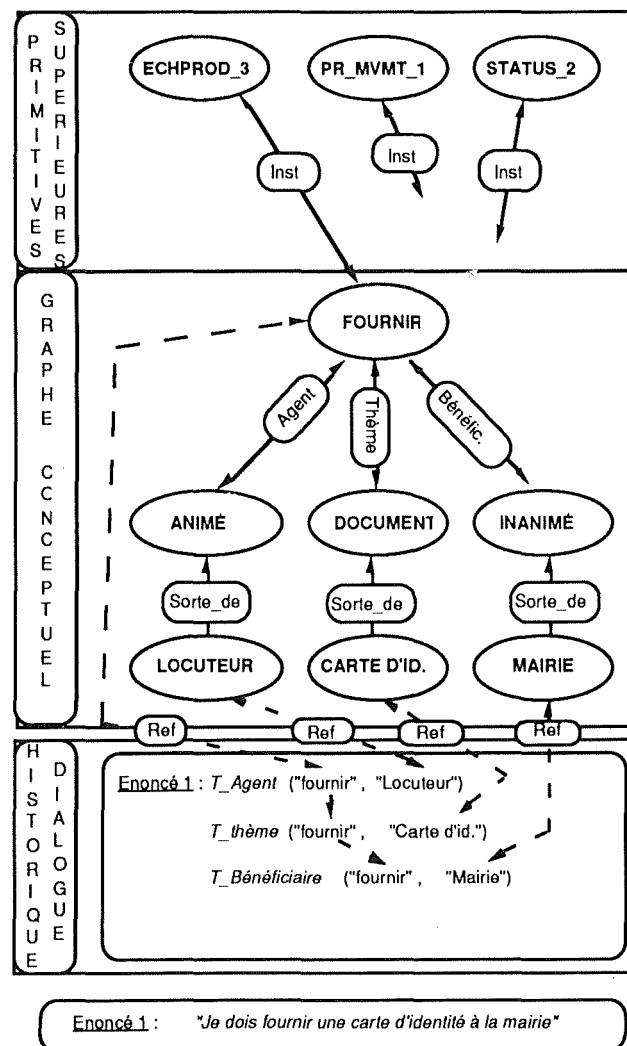 PRIMITIVES
SUPERIEURES
ECHPROD_3
PR_MVMT_1
STATUS_2
Inst
Inst
Inst
GRAPHE CCNCEPTUEL
FOURNIR
Agent
Thème
Bénéfic.
ANIMÉ
DOCUMENT
INANIMÉ
Sorte_de
Sorte_de
Sorte_de
LOCUTEUR
CARTE D'ID.
MAIRIE
Ref
Ref
Ref
Ref
HISTORIQUE
DIALOGUE
Enoncé 1 : T_Agent ("fournir" , "Locuteur")
T_thème ("fournir" , "Carte d'id.")
T_Bénéficiaire ("fournir" , "Mairie")
Enoncé 1 : "Je dois fournir une carte d'identité à la mairie"